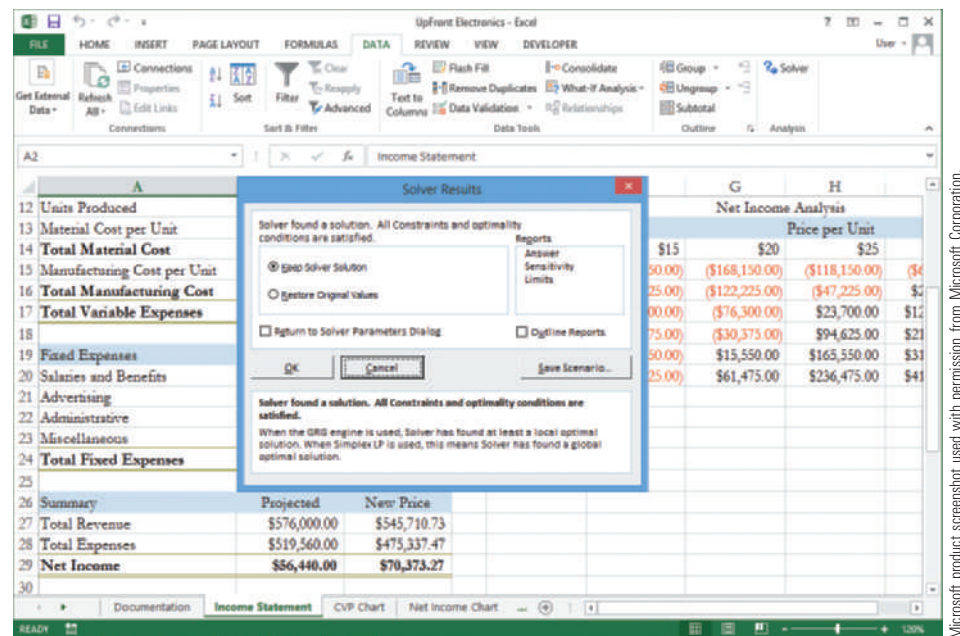 UpFront Electronics - Excel
FILE HOME INSERT PAGE LAYOUT FORMULAS DATA REVIEW VIEW DEVELOPER User
Get External Data
Refresh All
Connections
Properties
Edit Links
Connections
Sort
Filter
Clear
Reapply
Advanced
Sort & Filter
Text to Columns
Flash Fill
Remove Duplicates
Data Validation
Consolidate
What-If Analysis
Relationships
Data Tools
Group
Ungroup
Subtotal
Outline
Solver
Analysis
A2 fx Income Statement
A G H
12 Units Produced Net Income Analysis
13 Material Cost per Unit Price per Unit
14 Total Material Cost $15 $20 $25
15 Manufacturing Cost per Unit ($168,150.00) ($118,150.00)
16 Total Manufacturing Cost ($122,225.00) ($47,225.00)
17 Total Variable Expenses ($76,300.00) $23,700.00 $12
18 ($30,375.00) $94,625.00 $21
19 Fixed Expenses $15,550.00 $165,550.00 $31
20 Salaries and Benefits $61,475.00 $236,475.00 $41
21 Advertising
22 Administrative
23 Miscellaneous
24 Total Fixed Expenses
25
26 Summary Projected New Price
27 Total Revenue $576,000.00 $545,710.73
28 Total Expenses $519,560.00 $475,337.47
29 Net Income $56,440.00 $70,373.27
30
Solver Results
Solver found a solution. All Constraints and optimality
conditions are satisfied.
Reports
Answer
Sensitivity
Limits
Keep Solver Solution
Restore Original Values
Return to Solver Parameters Dialog
Outline Reports
OK Cancel Save Scenario...
Solver found a solution. All Constraints and optimality conditions are
satisfied.
When the GRG engine is used, Solver has found at least a local optimal
solution. When Simplex LP is used, this means Solver has found a global
optimal solution.
Documentation Income Statement CVP Chart Net Income Chart ...
READY 120%
Microsoft product screenshot used with permission from Microsoft Corporation.